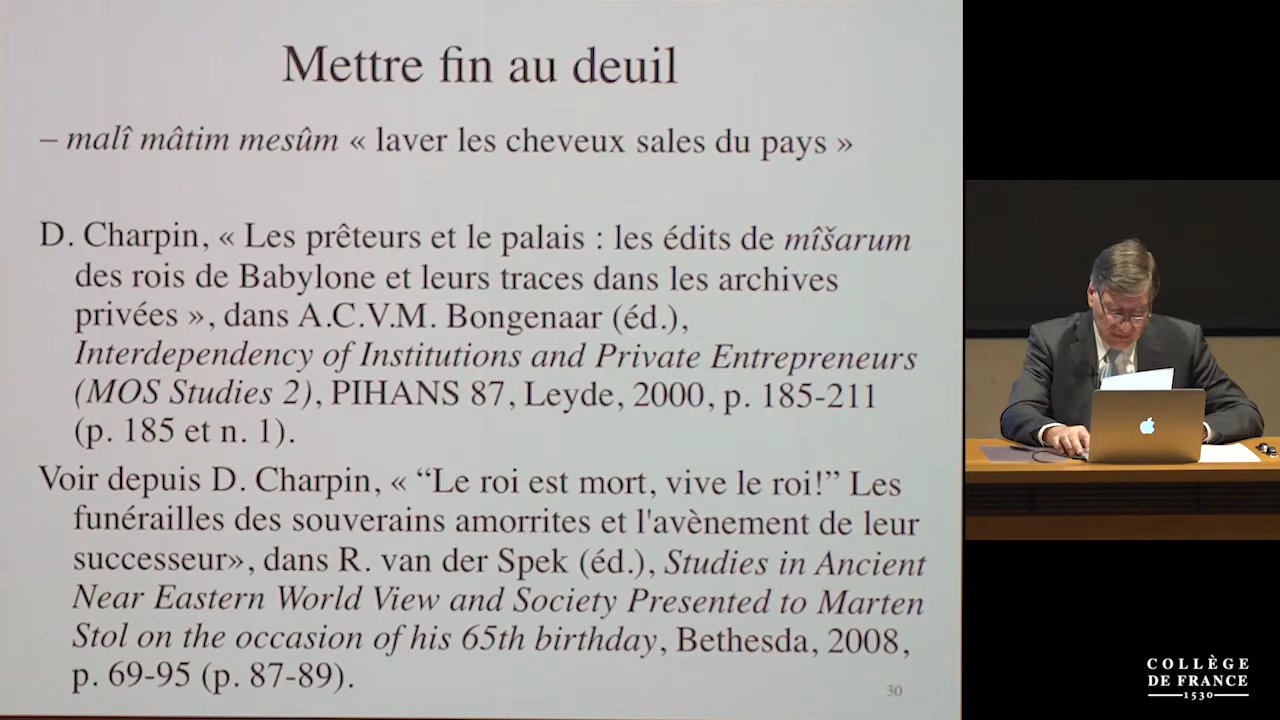 Mettre fin au deuil
– malî mâtim mesûm « laver les cheveux sales du pays »
D. Charpin, « Les prêteurs et le palais : les édits de mîšarum
des rois de Babylone et leurs traces dans les archives
privées », dans A.C.V.M. Bongenaar (éd.),
Interdependency of Institutions and Private Entrepreneurs
(MOS Studies 2), PIHANS 87, Leyde, 2000, p. 185-211
(p. 185 et n. 1).
Voir depuis D. Charpin, « “Le roi est mort, vive le roi!” Les
funérailles des souverains amorrites et l'avènement de leur
successeur», dans R. van der Spek (éd.), Studies in Ancient
Near Eastern World View and Society Presented to Marten
Stol on the occasion of his 65th birthday, Bethesda, 2008,
p. 69-95 (p. 87-89).
30
COLLÈGE
DE FRANCE
1530